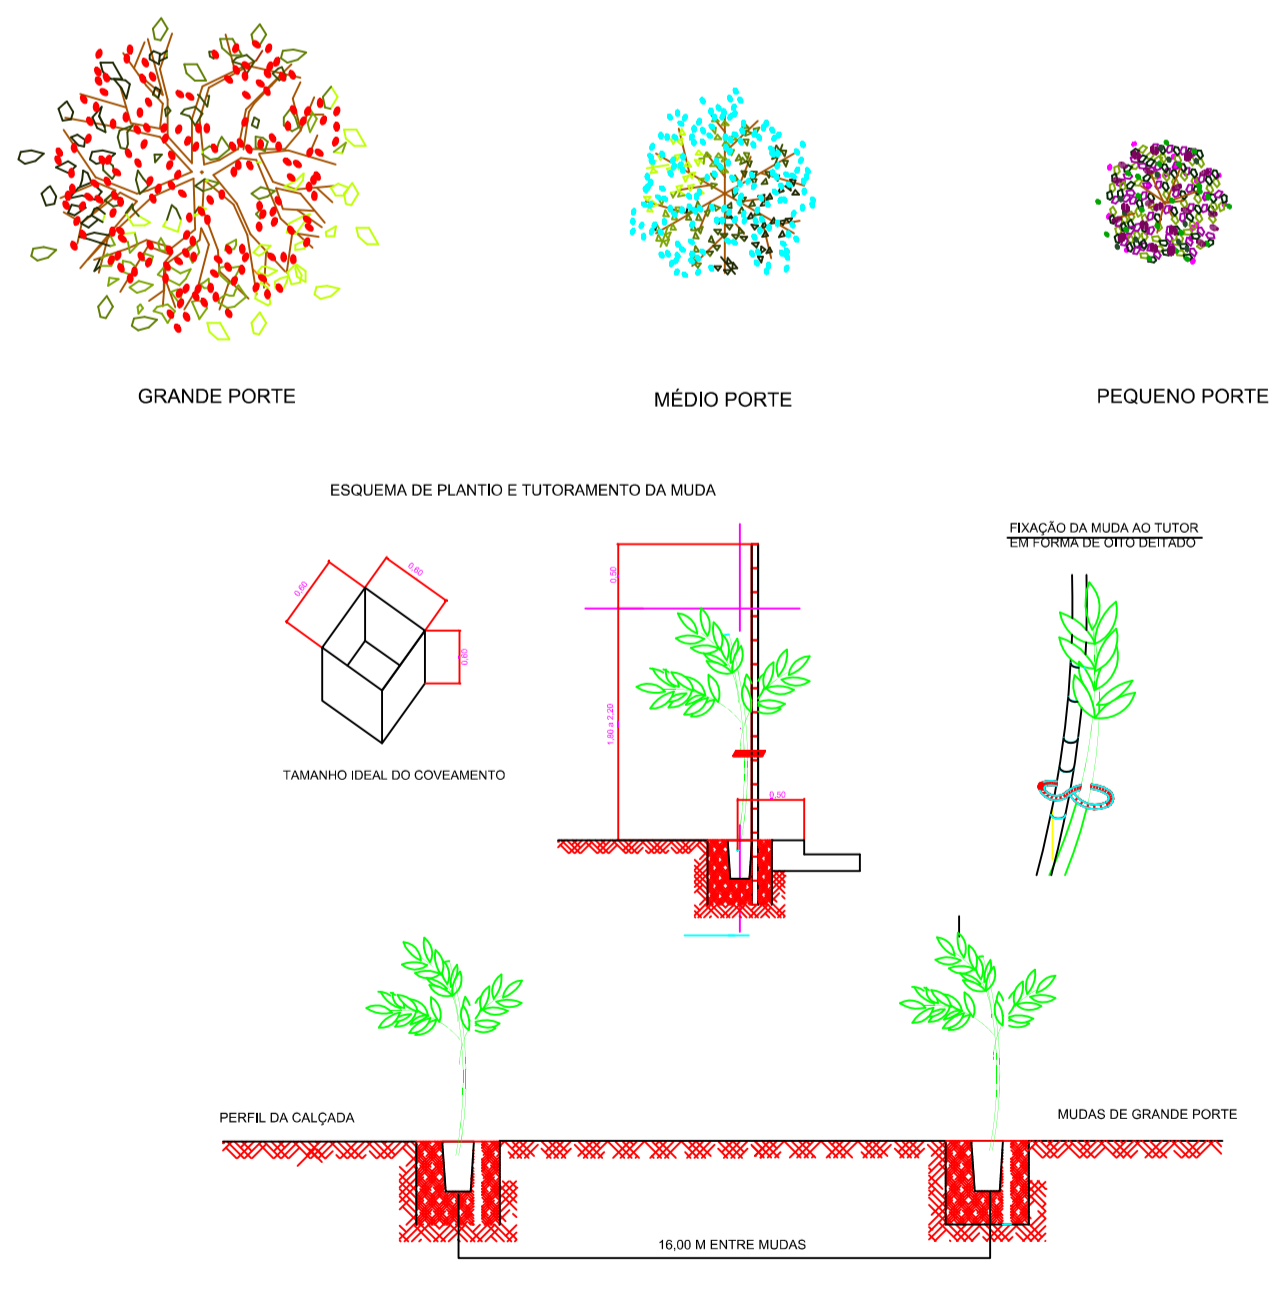 GRANDE PORTE
MÉDIO PORTE
PEQUENO PORTE
ESQUEMA DE PLANTIO E TUTORAMENTO DA MUDA
FIXAÇÃO DA MUDA AO TUTOR
EM FORMA DE OITO DEITADO
0,60
0,60
0,60
TAMANHO IDEAL DO COVEAMENTO
0,50
1,80 a 2,20
0,50
PERFIL DA CALÇADA
MUDAS DE GRANDE PORTE
16,00 M ENTRE MUDAS